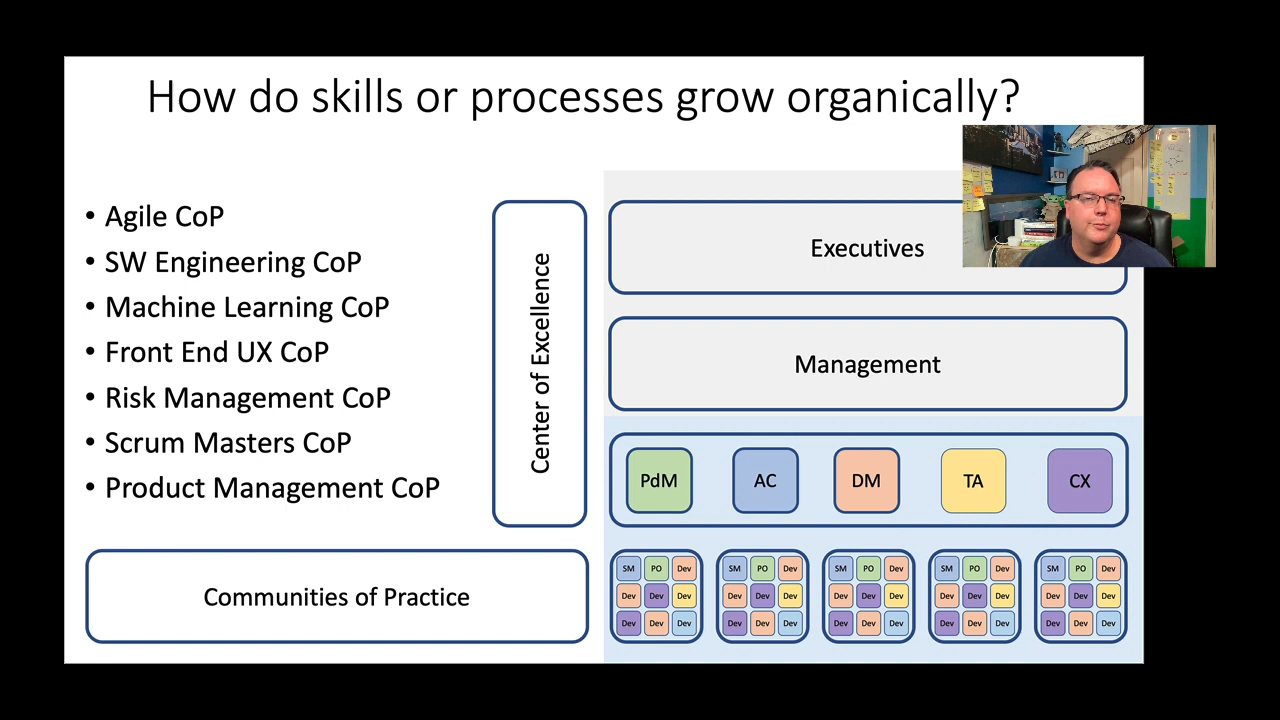 How do skills or processes grow organically?
• Agile CoP
• SW Engineering CoP
• Machine Learning CoP
• Front End UX CoP
• Risk Management CoP
• Scrum Masters CoP
• Product Management CoP
Center of Excellence
Executives
Management
PdM AC DM TA CX
Communities of Practice
SM PO Dev SM PO Dev SM PO Dev SM PO Dev SM PO Dev
Dev Dev Dev Dev Dev Dev Dev Dev Dev Dev Dev Dev Dev Dev Dev
Dev Dev Dev Dev Dev Dev Dev Dev Dev Dev Dev Dev Dev Dev Dev